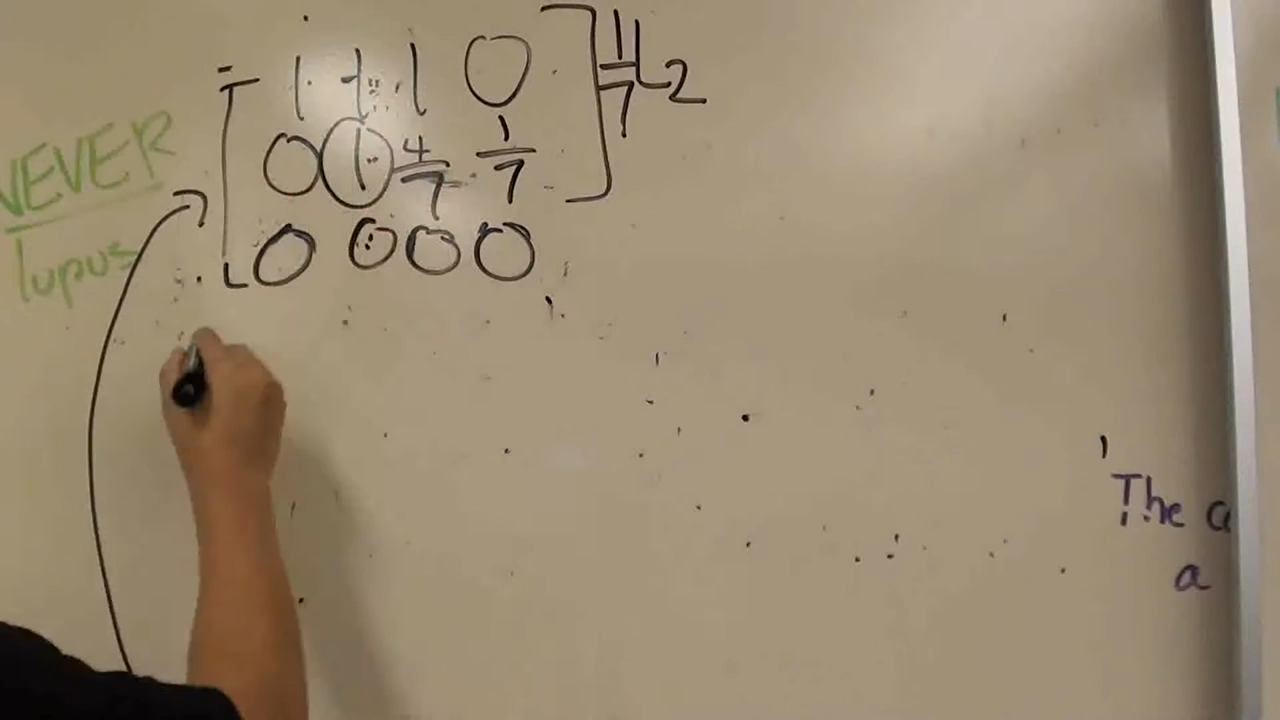 1 -1 1 0
0 1 4/7 1/7
0 0 0 0
1/7 L2
NEVER
lupus
The
a